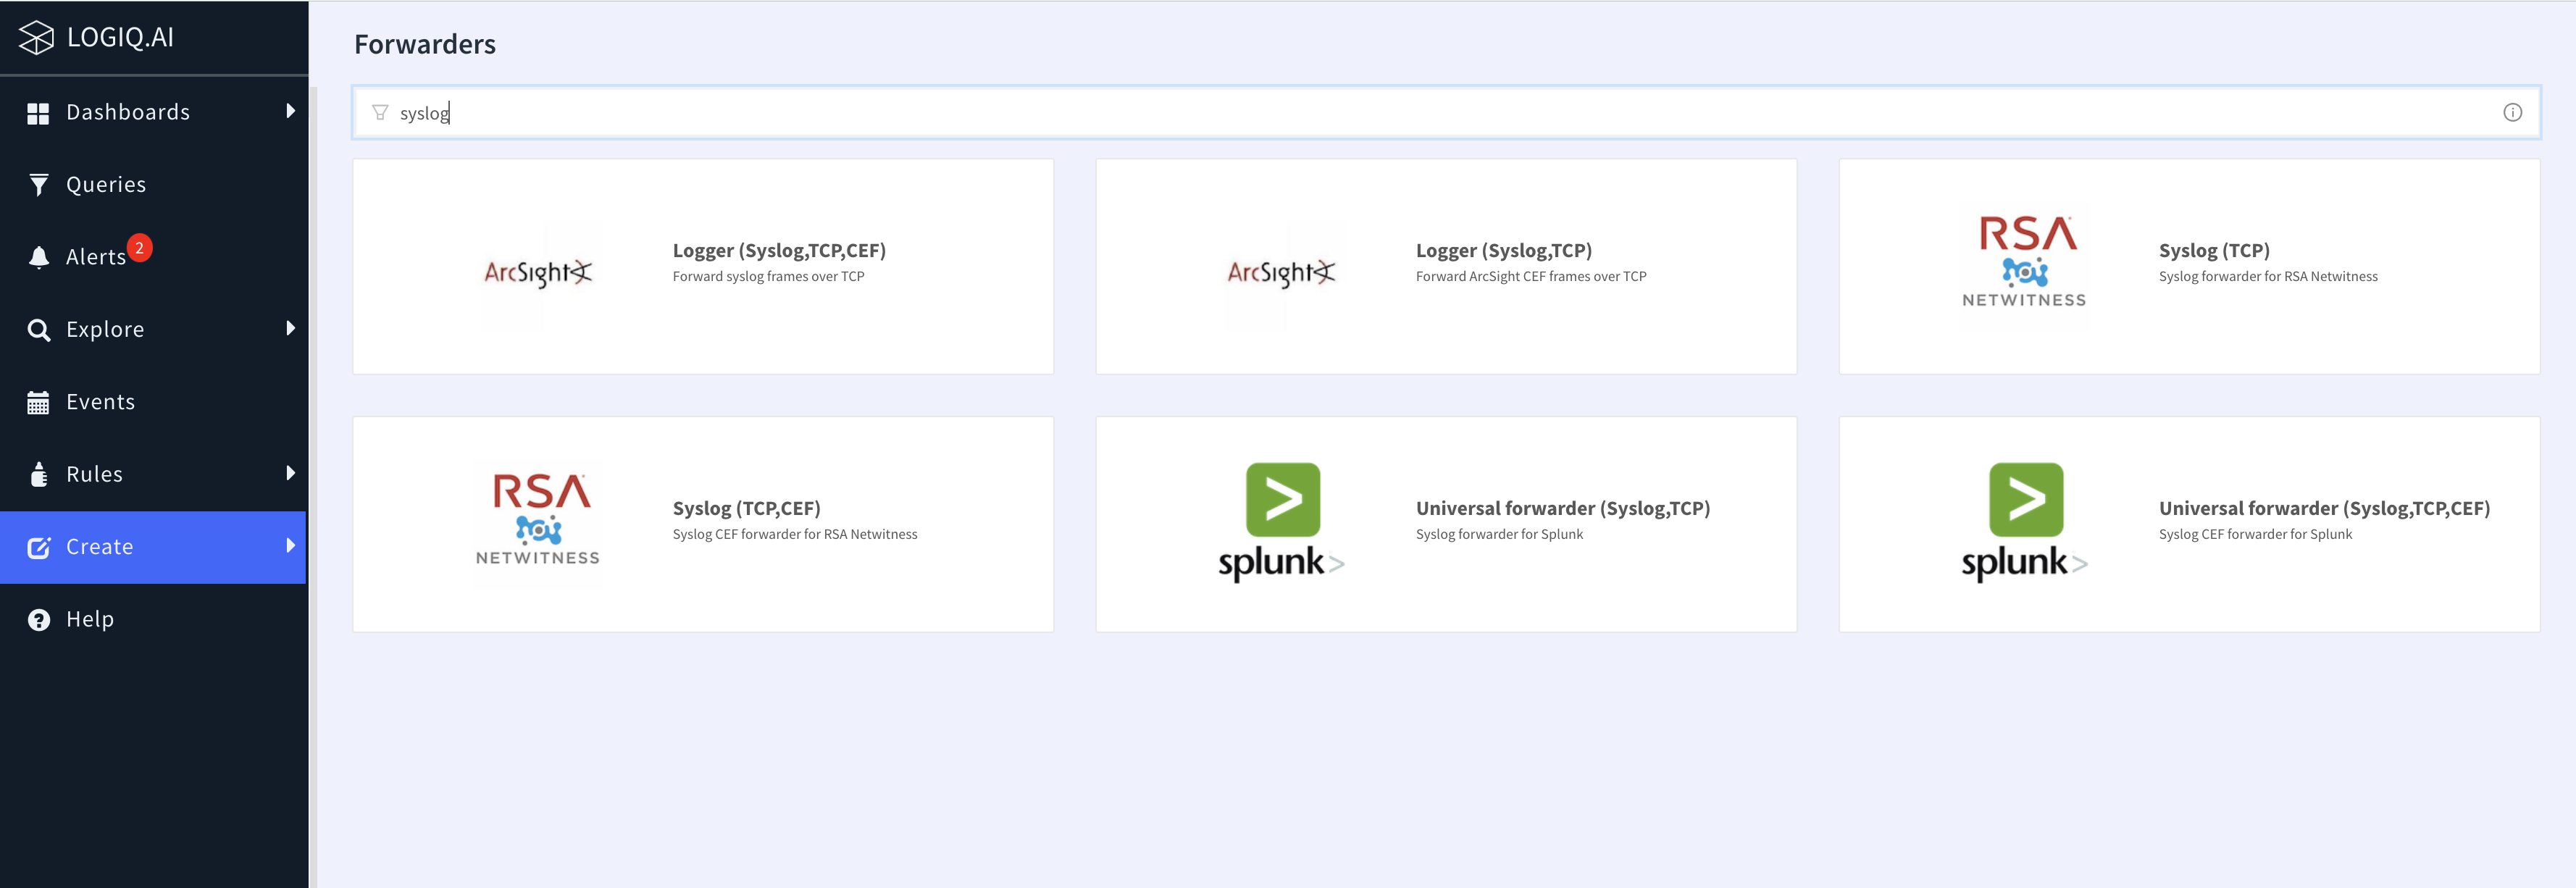 LOGIQ.AI
Dashboards
Queries
Alerts 2
Explore
Events
Rules
Create
Help
Forwarders
syslog
ArcSight
Logger (Syslog,TCP,CEF)
Forward syslog frames over TCP
ArcSight
Logger (Syslog,TCP)
Forward ArcSight CEF frames over TCP
RSA
NETWITNESS
Syslog (TCP)
Syslog forwarder for RSA Netwitness
RSA
NETWITNESS
Syslog (TCP,CEF)
Syslog CEF forwarder for RSA Netwitness
splunk>
Universal forwarder (Syslog,TCP)
Syslog forwarder for Splunk
splunk>
Universal forwarder (Syslog,TCP,CEF)
Syslog CEF forwarder for Splunk